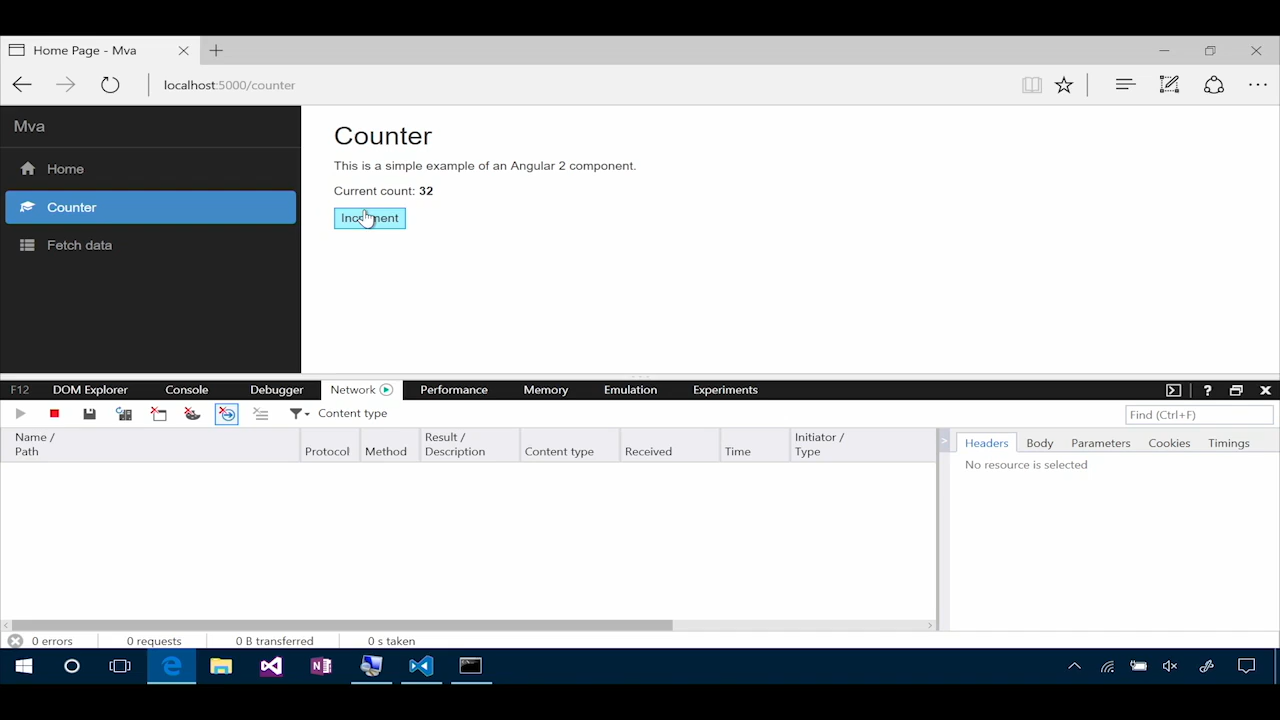 Home Page - Mva
localhost:5000/counter
Mva
Home
Counter
Fetch data
Counter
This is a simple example of an Angular 2 component.
Current count: 32
Increment
F12 DOM Explorer Console Debugger Network Performance Memory Emulation Experiments ?
Content type
Find (Ctrl+F)
Name /
Path
Protocol
Method
Result /
Description
Content type
Received
Time
Initiator /
Type
Headers Body Parameters Cookies Timings
No resource is selected
0 errors 0 requests 0 B transferred 0 s taken